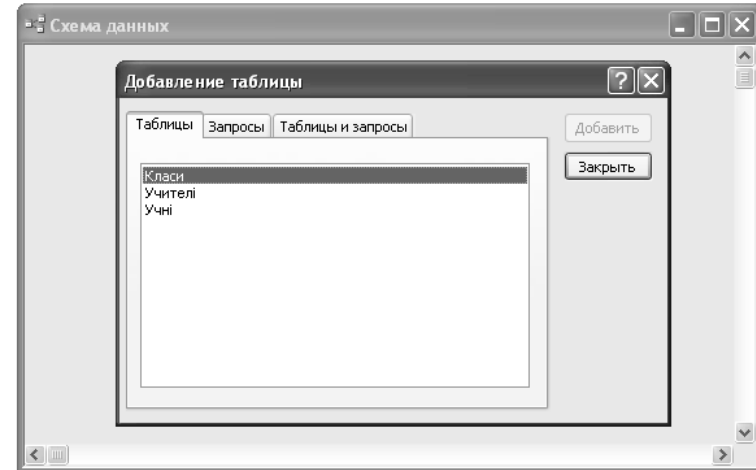 Схема данных
Добавление таблицы
Таблицы Запросы Таблицы и запросы
Добавить
Закрыть
Класи
Учителі
Учні